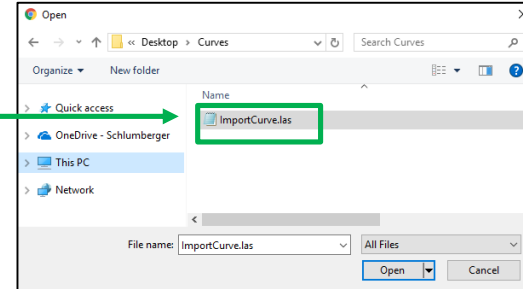 Open
« Desktop > Curves
Search Curves
Organize
New folder
Name
Quick access
ImportCurve.las
OneDrive - Schlumberger
This PC
Network
File name: ImportCurve.las
All Files
Open
Cancel